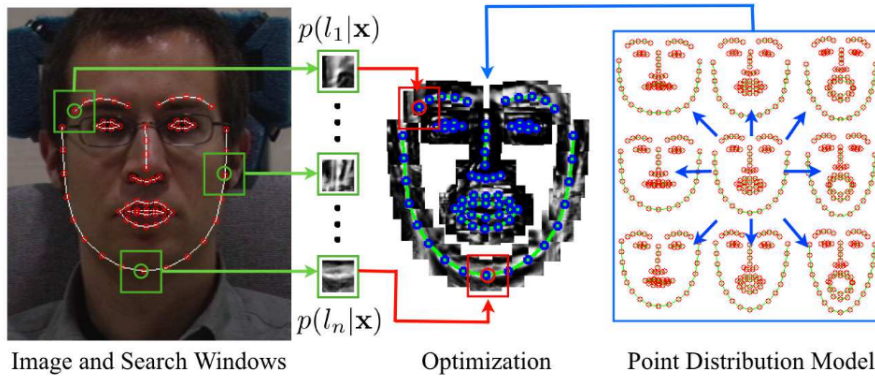 p(l₁|x)
p(lₙ|x)
Image and Search Windows
Optimization
Point Distribution Model